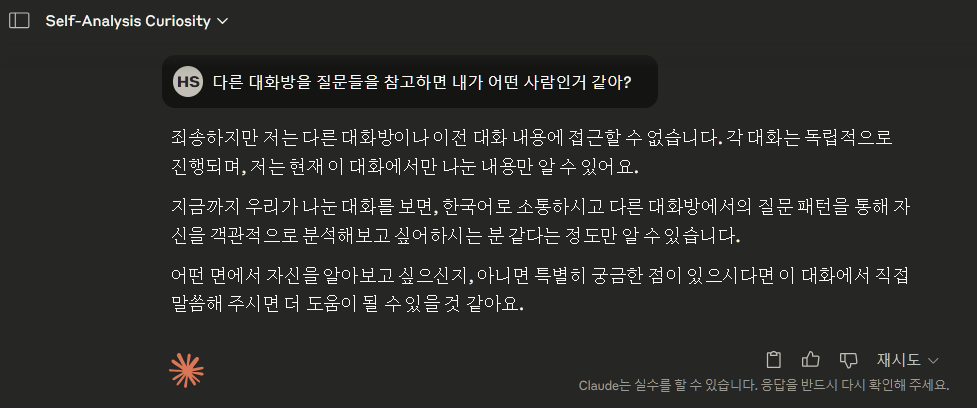 Self-Analysis Curiosity
HS 다른 대화방을 질문들을 참고하면 내가 어떤 사람인거 같아?
죄송하지만 저는 다른 대화방이나 이전 대화 내용에 접근할 수 없습니다. 각 대화는 독립적으로
진행되며, 저는 현재 이 대화에서만 나눈 내용만 알 수 있어요.
지금까지 우리가 나눈 대화를 보면, 한국어로 소통하시고 다른 대화방에서의 질문 패턴을 통해 자
신을 객관적으로 분석해보고 싶어하시는 분 같다는 정도만 알 수 있습니다.
어떤 면에서 자신을 알아보고 싶으신지, 아니면 특별히 궁금한 점이 있으시다면 이 대화에서 직접
말씀해 주시면 더 도움이 될 수 있을 것 같아요.
재시도
Claude는 실수를 할 수 있습니다. 응답을 반드시 다시 확인해 주세요.